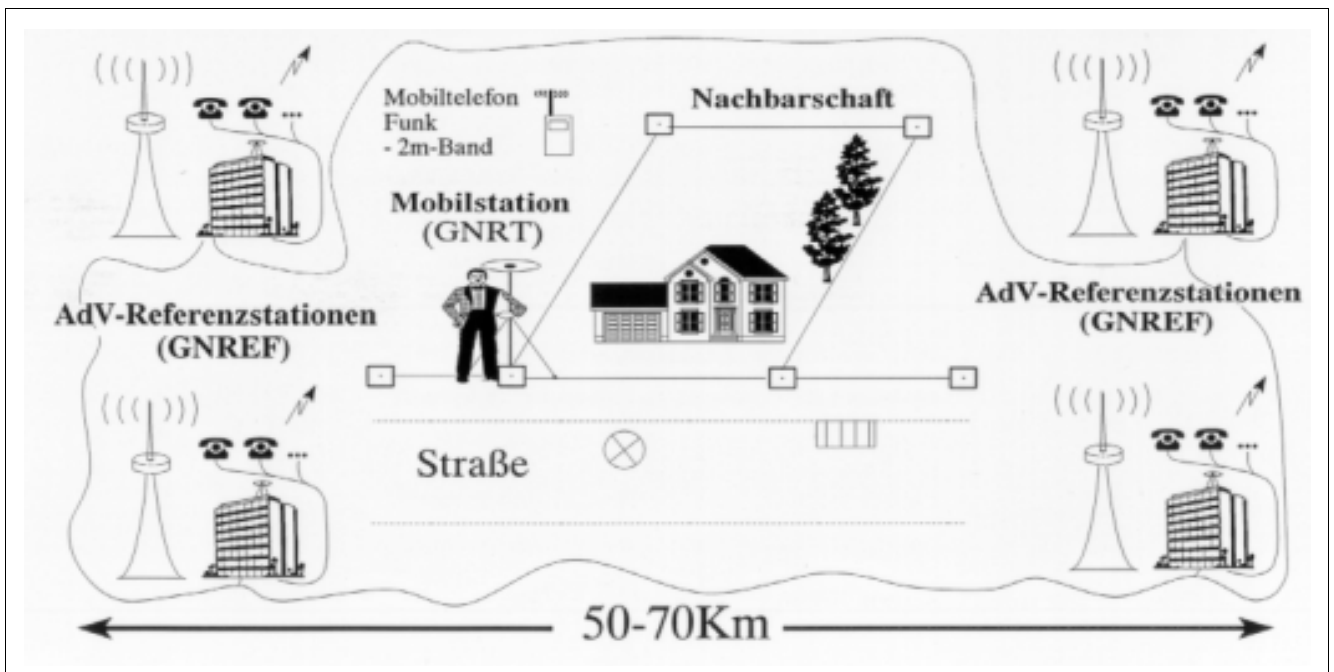 Mobiltelefon
Funk
- 2m-Band
Nachbarschaft
Mobilstation
(GNRT)
AdV-Referenzstationen
(GNREF)
AdV-Referenzstationen
(GNREF)
Straße
50-70Km